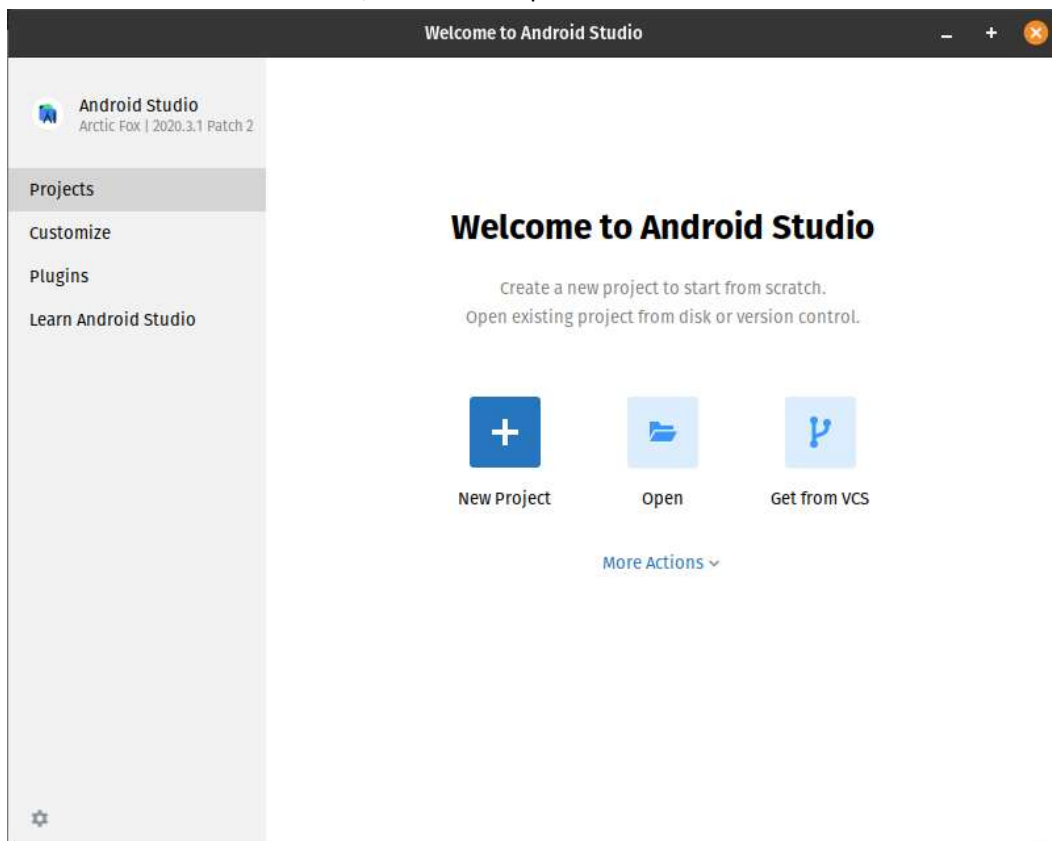 Welcome to Android Studio
Android Studio
Arctic Fox | 2020.3.1 Patch 2
Projects
Customize
Plugins
Learn Android Studio
Welcome to Android Studio
Create a new project to start from scratch.
Open existing project from disk or version control.
New Project
Open
Get from VCS
More Actions